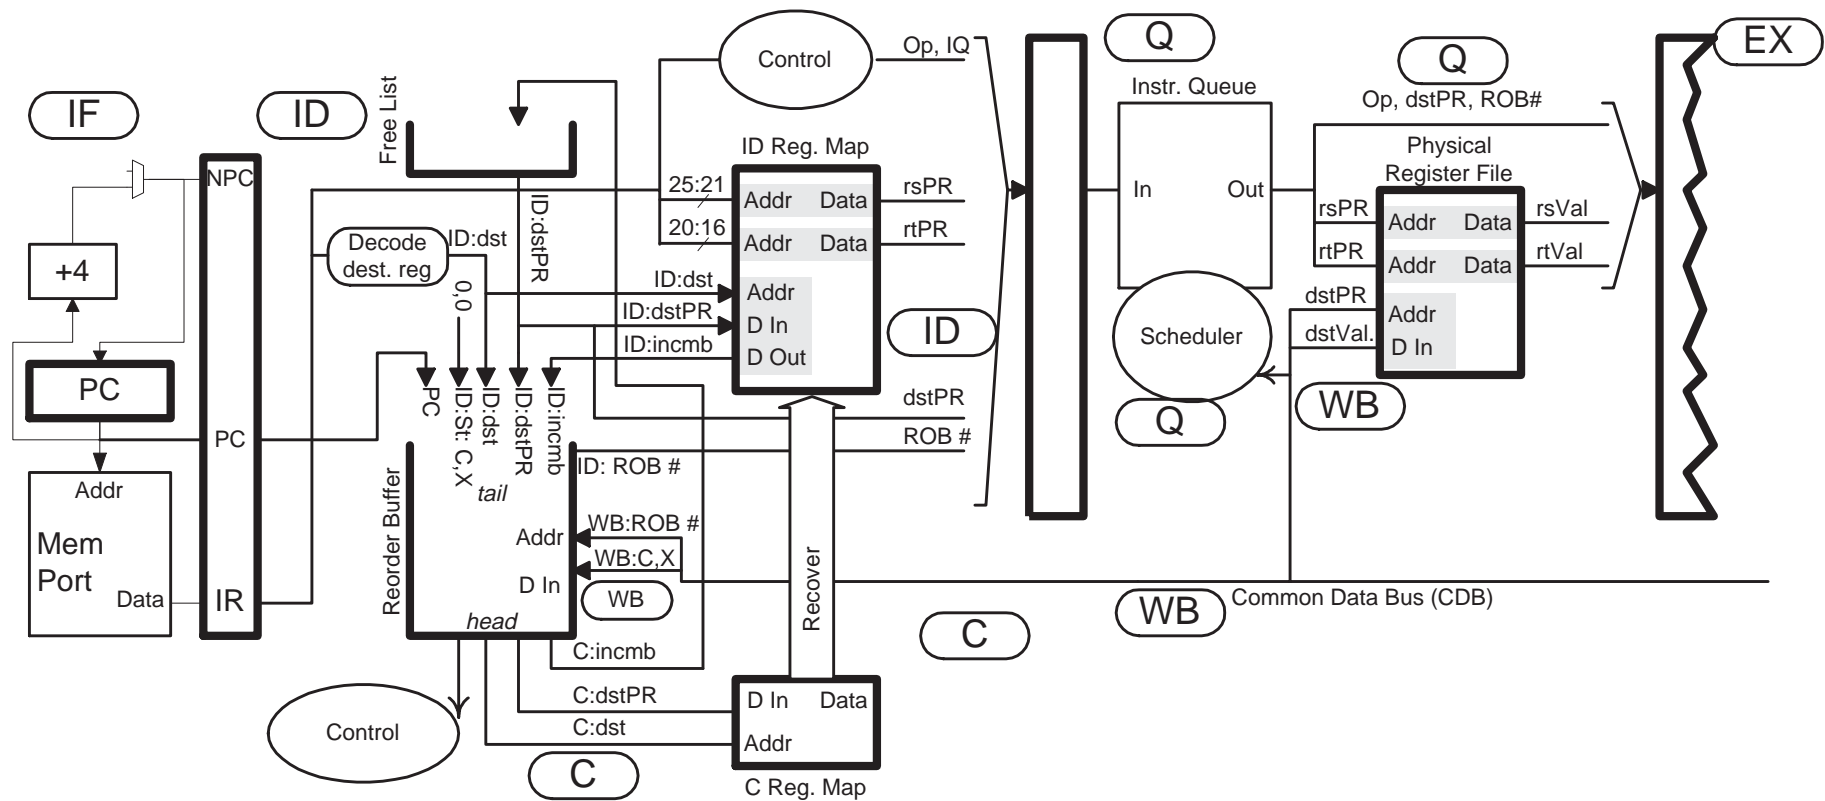 IF
NPC
+4
PC
Addr
Mem
Port
Data
PC
IR
ID
Free List
Control
Op, IQ
ID Reg. Map
25:21
Addr
Data
rsPR
20:16
Addr
Data
rtPR
ID:dstPR
Decode
dest. reg
ID:dst
0,0
ID:dst
Addr
ID:dstPR
D In
ID:incmb
D Out
ID
PC
ID:St: C,X
ID:dst
ID:dstPR
ID:incmb
dstPR
ROB #
ID: ROB #
tail
Reorder Buffer
WB:ROB #
Addr
WB:C,X
D In
WB
head
Recover
C:incmb
C:dstPR
C:dst
Control
C
D In
Data
Addr
C Reg. Map
C
Q
Instr. Queue
In
Out
Scheduler
Q
Q
Op, dstPR, ROB#
Physical
Register File
rsPR
Addr
Data
rsVal
rtPR
Addr
Data
rtVal
dstPR
Addr
dstVal.
D In
WB
WB
Common Data Bus (CDB)
EX